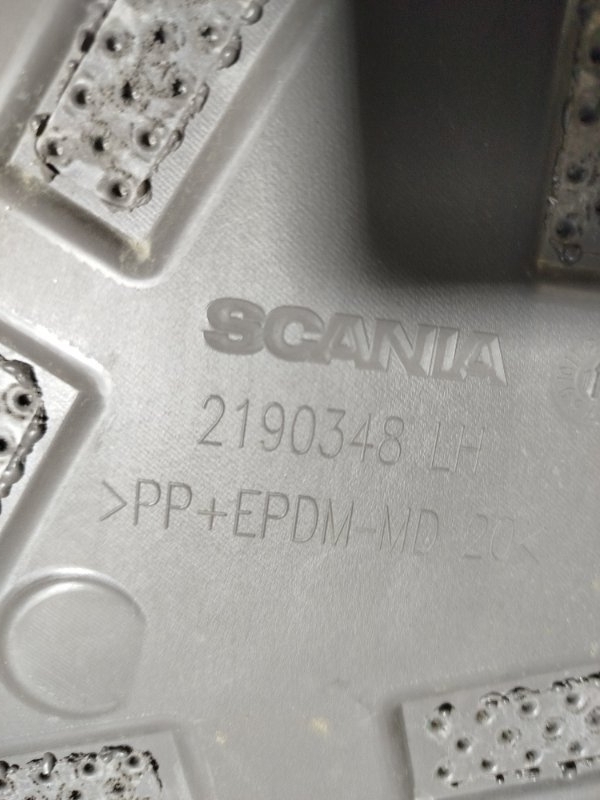 SCANIA
2190348 LH
>PP+EPDM-MD 20<